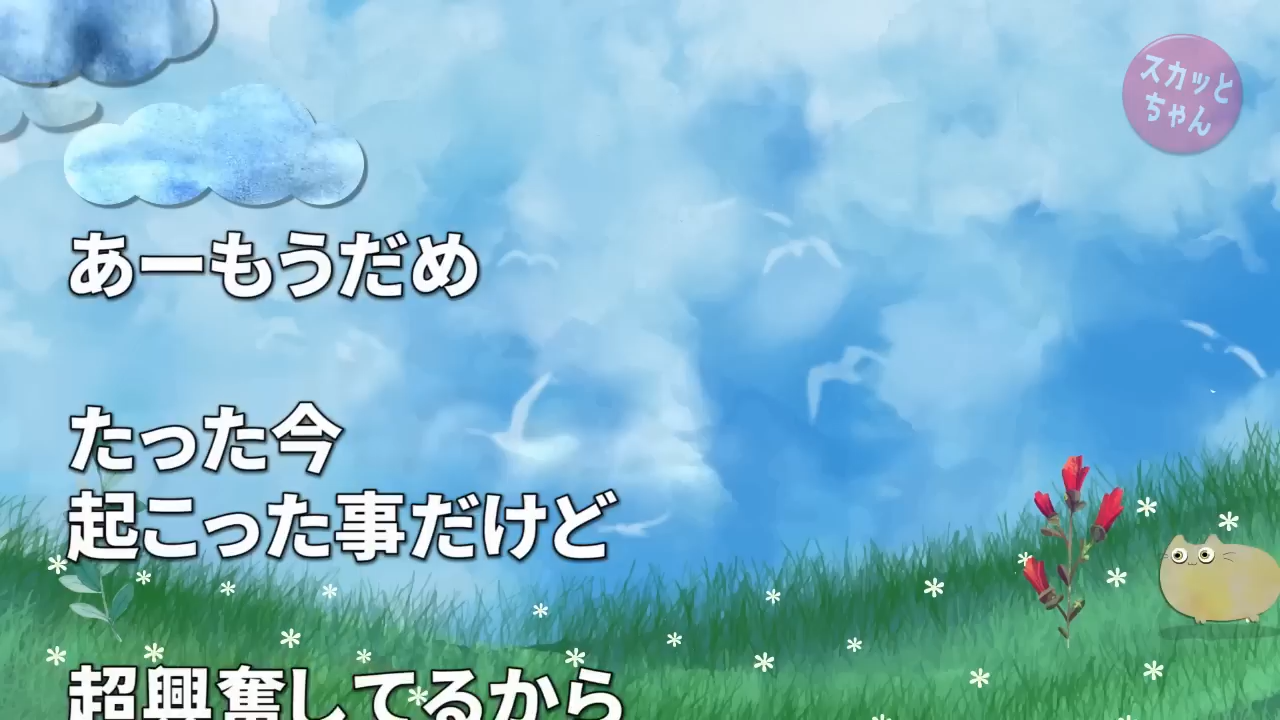 スカッと
ちゃん
あーもうだめ
たった今
起こった事だけど
超興奮してるから